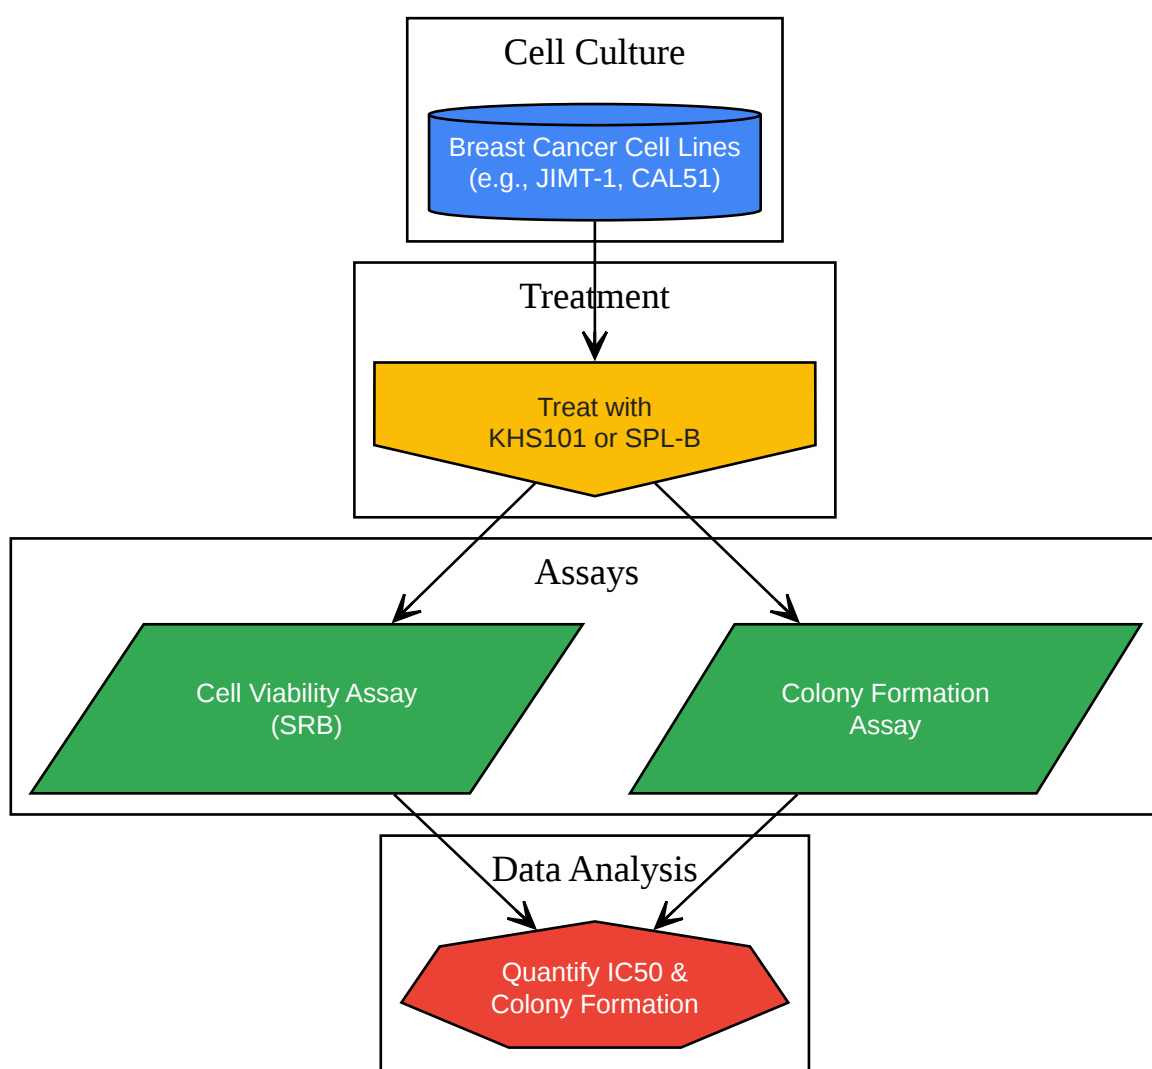 Cell Culture
Breast Cancer Cell Lines
(e.g., JIMT-1, CAL51)
Treatment
Treat with
KHS101 or SPL-B
Assays
Cell Viability Assay
(SRB)
Colony Formation
Assay
Data Analysis
Quantify IC50 &
Colony Formation